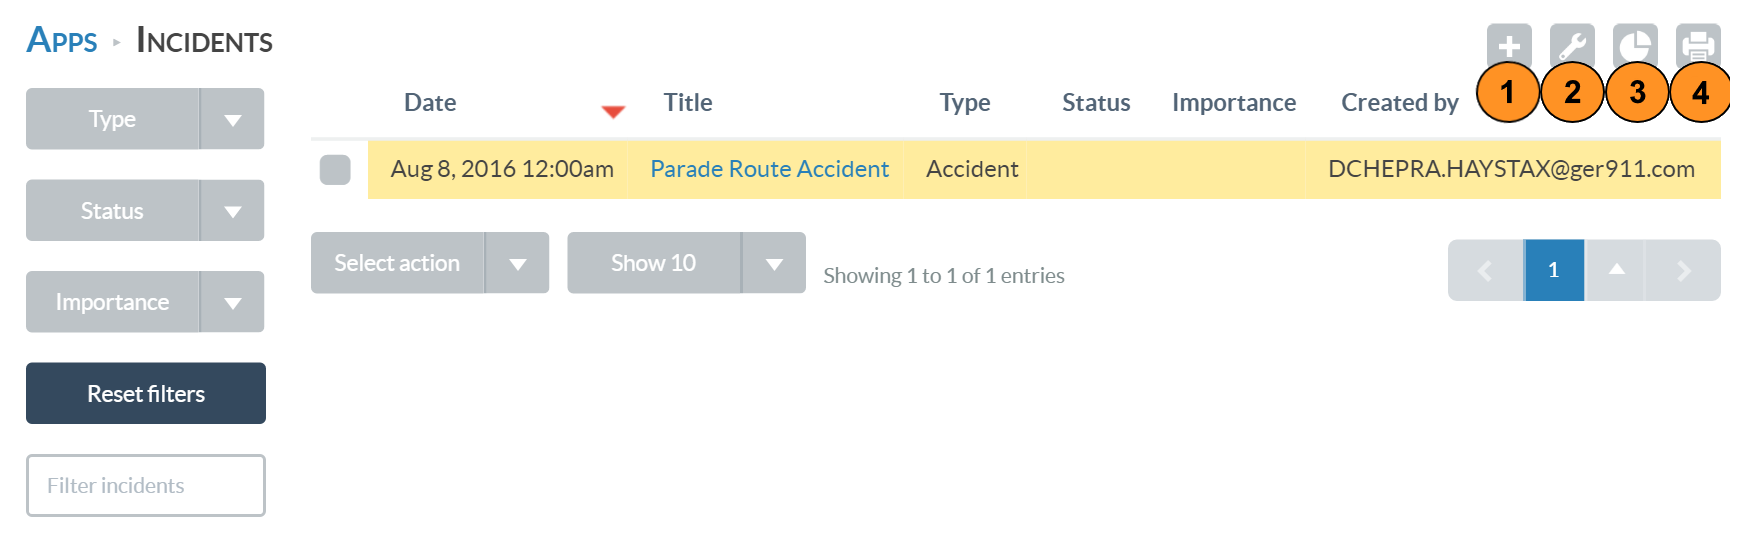 Apps ▸ Incidents
Type
Status
Importance
Reset filters
Filter incidents
1 2 3 4
Date Title Type Status Importance Created by
Aug 8, 2016 12:00am Parade Route Accident Accident DCHEPRA.HAYSTAX@ger911.com
Select action Show 10 Showing 1 to 1 of 1 entries 1